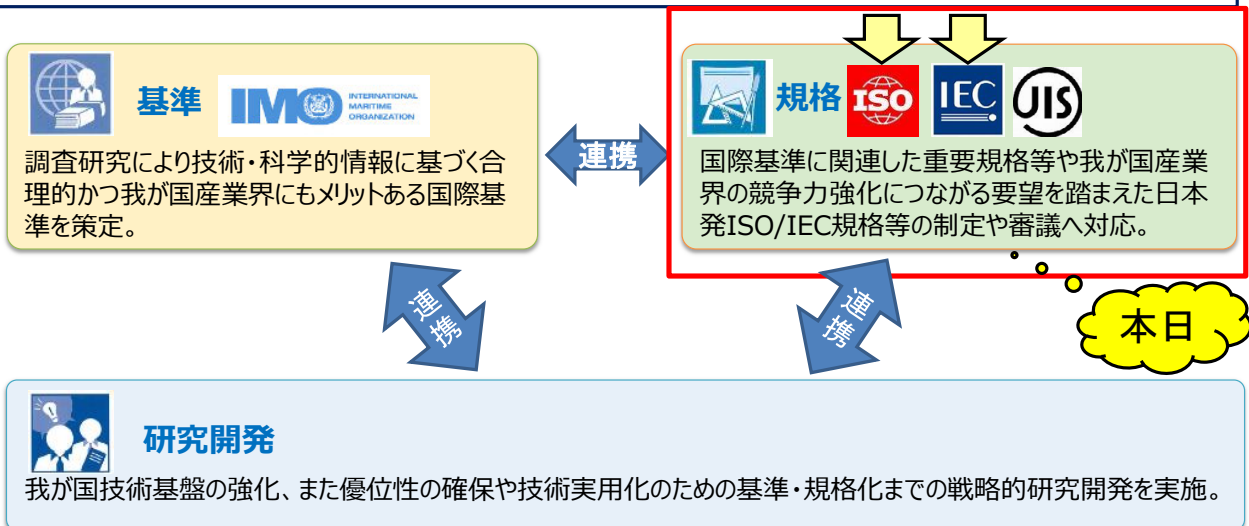 基準
INTERNATIONAL
MARITIME
ORGANIZATION
IMO
調査研究により技術・科学的情報に基づく合
理的かつ我が国産業界にもメリットある国際基
準を策定。
連携
規格
ISO
IEC
JIS
国際基準に関連した重要規格等や我が国産業
界の競争力強化につながる要望を踏まえた日本
発ISO/IEC規格等の制定や審議へ対応。
連携
連携
本日
研究開発
我が国技術基盤の強化、また優位性の確保や技術実用化のための基準・規格化までの戦略的研究開発を実施。